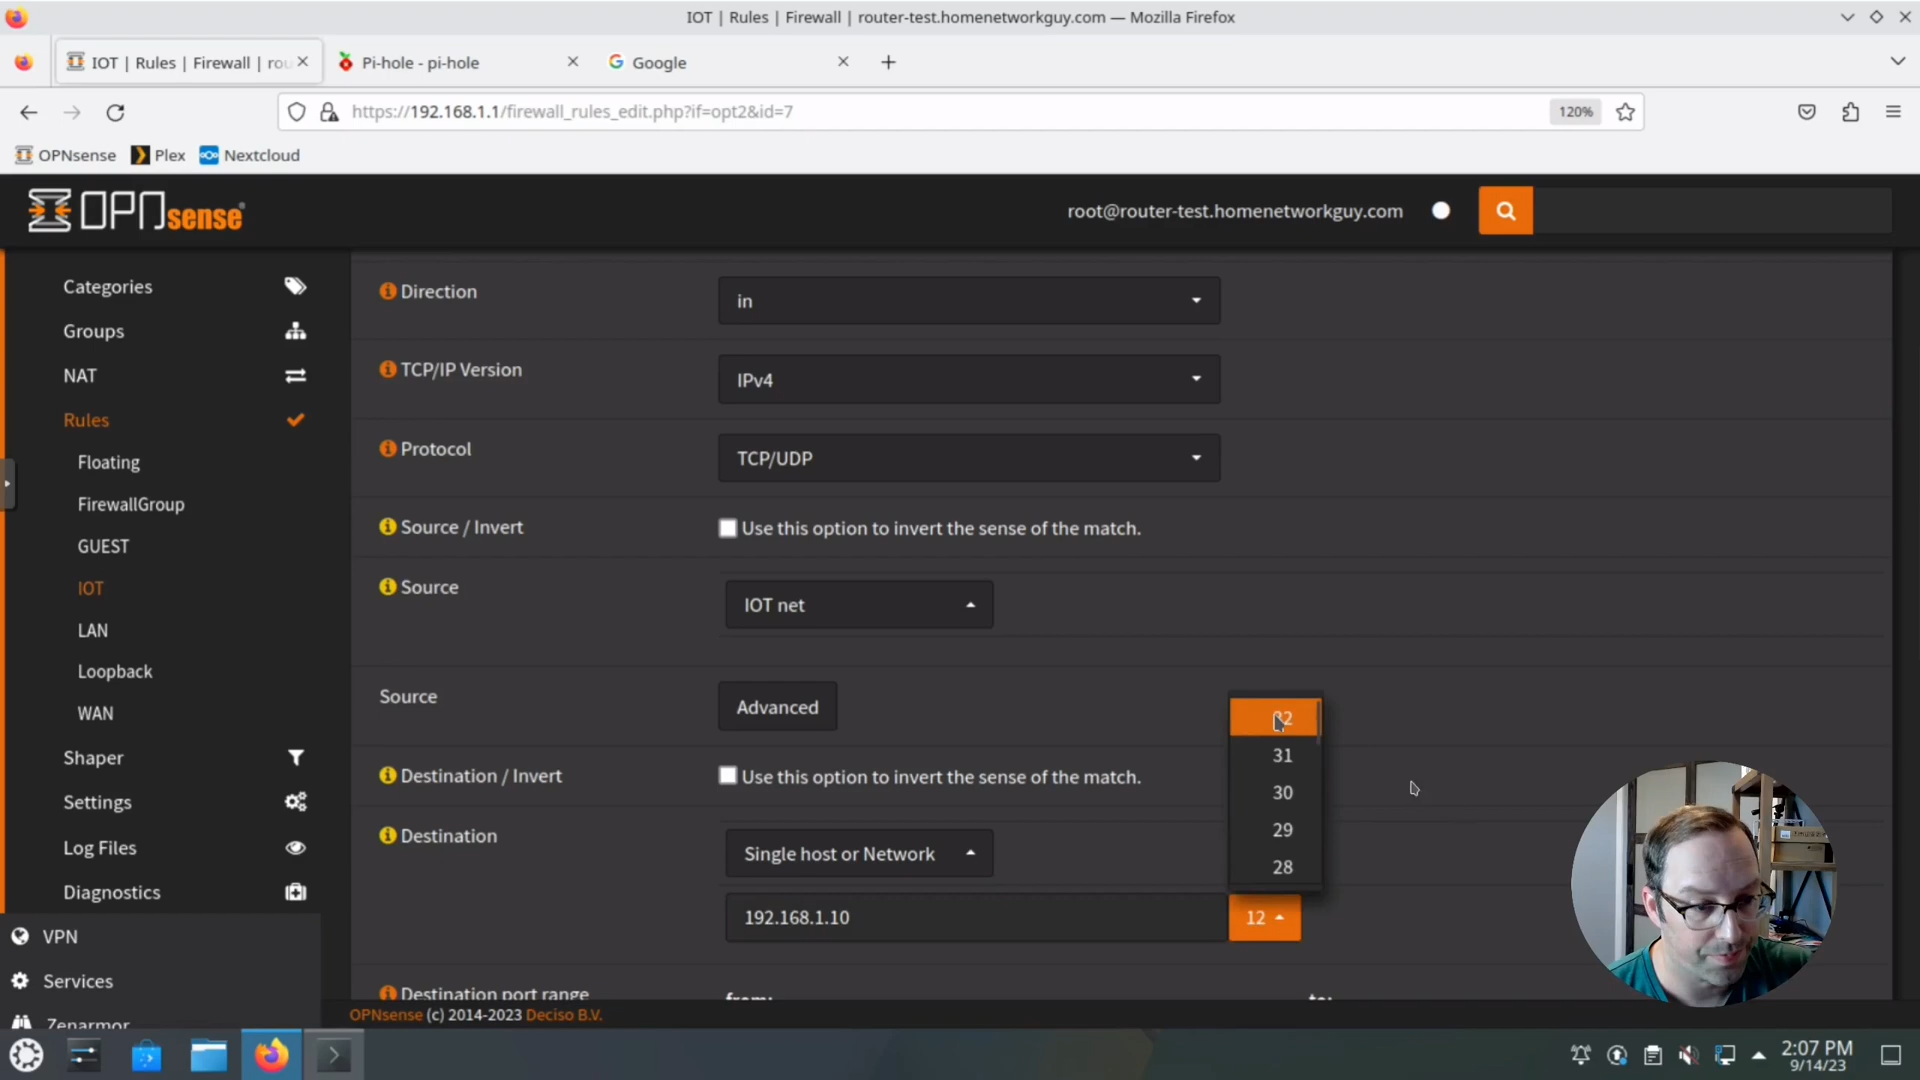 IOT | Rules | Firewall | router-test.homenetworkguy.com — Mozilla Firefox
IOT | Rules | Firewall | rou
Pi-hole - pi-hole
Google
https://192.168.1.1/firewall_rules_edit.php?if=opt2&id=7
120%
OPNsense
Plex
Nextcloud
OPNsense
root@router-test.homenetworkguy.com
Categories
Groups
NAT
Rules
Floating
FirewallGroup
GUEST
IOT
LAN
Loopback
WAN
Shaper
Settings
Log Files
Diagnostics
VPN
Services
Zenarmor
Direction
in
TCP/IP Version
IPv4
Protocol
TCP/UDP
Source / Invert
Use this option to invert the sense of the match.
Source
IOT net
Source
Advanced
Destination / Invert
Use this option to invert the sense of the match.
Destination
Single host or Network
32
31
30
29
28
192.168.1.10
12
Destination port range
from:
to:
OPNsense (c) 2014-2023 Deciso B.V.
2:07 PM
9/14/23